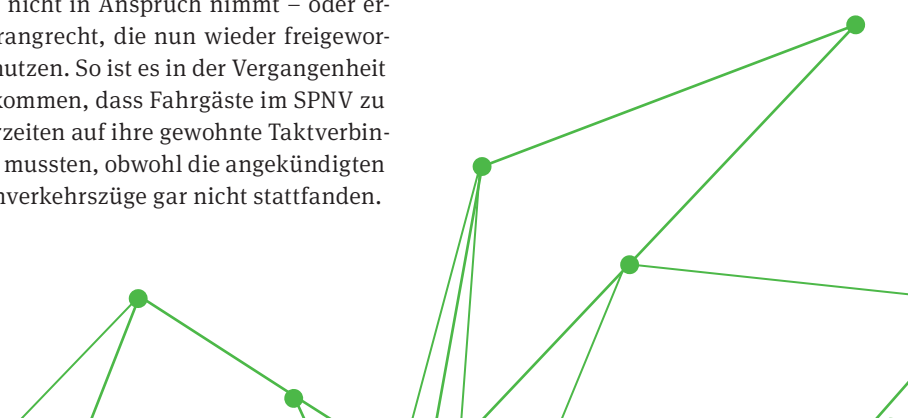 nicht in Anspruch nimmt – oder er-
rangrecht, die nun wieder freigewor-
nutzen. So ist es in der Vergangenheit
kommen, dass Fahrgäste im SPNV zu
rzeiten auf ihre gewohnte Taktverbin-
mussten, obwohl die angekündigten
nverkehrszüge gar nicht stattfanden.